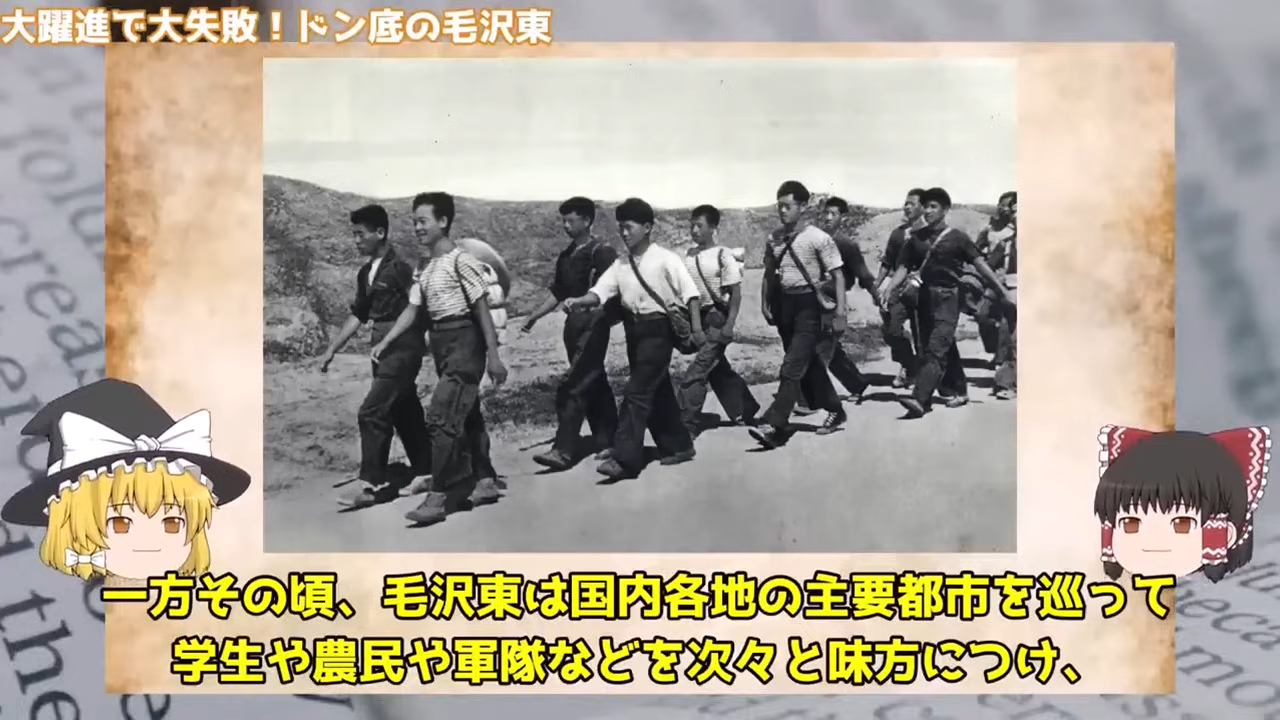 大躍進で大失敗！ドン底の毛沢東
一方その頃、毛沢東は国内各地の主要都市を巡って
学生や農民や軍隊などを次々と味方につけ、